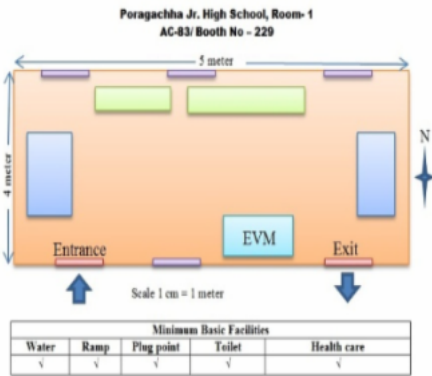 Poragachha Jr. High School, Room- 1
AC-83/ Booth No – 229
5 meter
4 meter
N
EVM
Entrance
Exit
Scale 1 cm = 1 meter
Minimum Basic Facilities
Water Ramp Plug point Toilet Health care
√ √ √ √ √